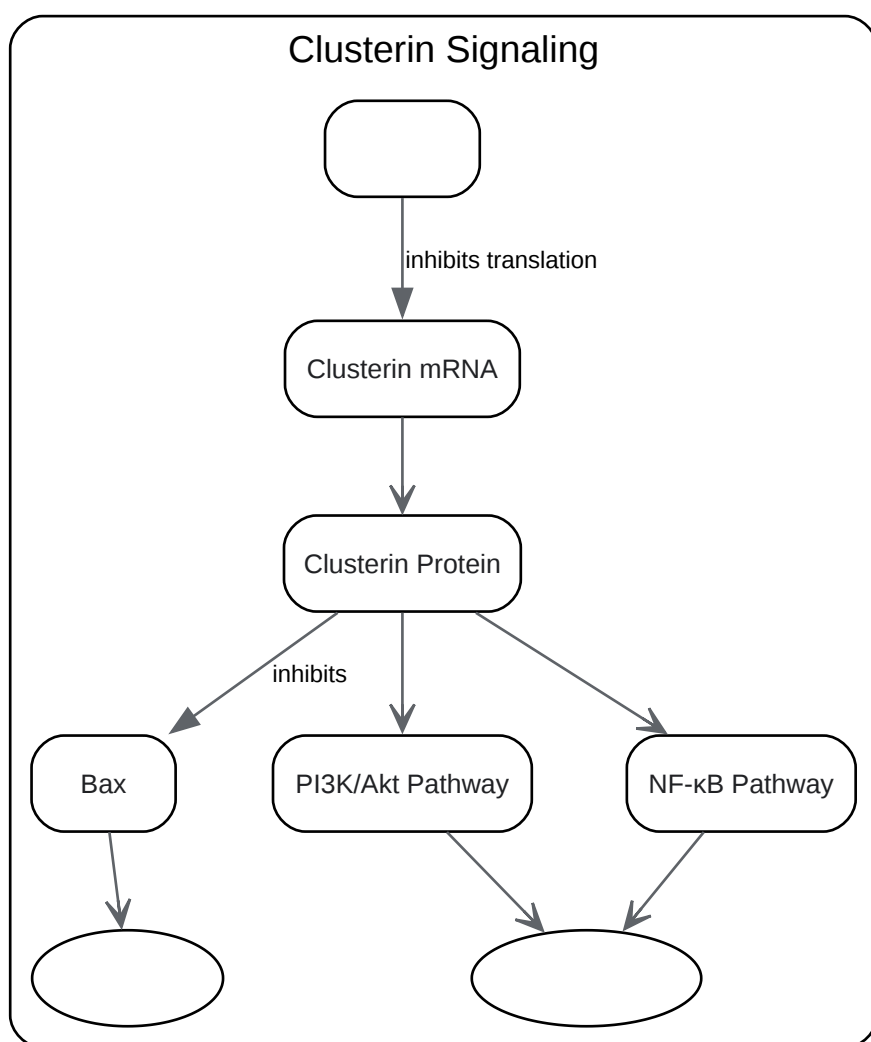 Clusterin Signaling
inhibits translation
Clusterin mRNA
Clusterin Protein
inhibits
Bax
PI3K/Akt Pathway
NF-κB Pathway